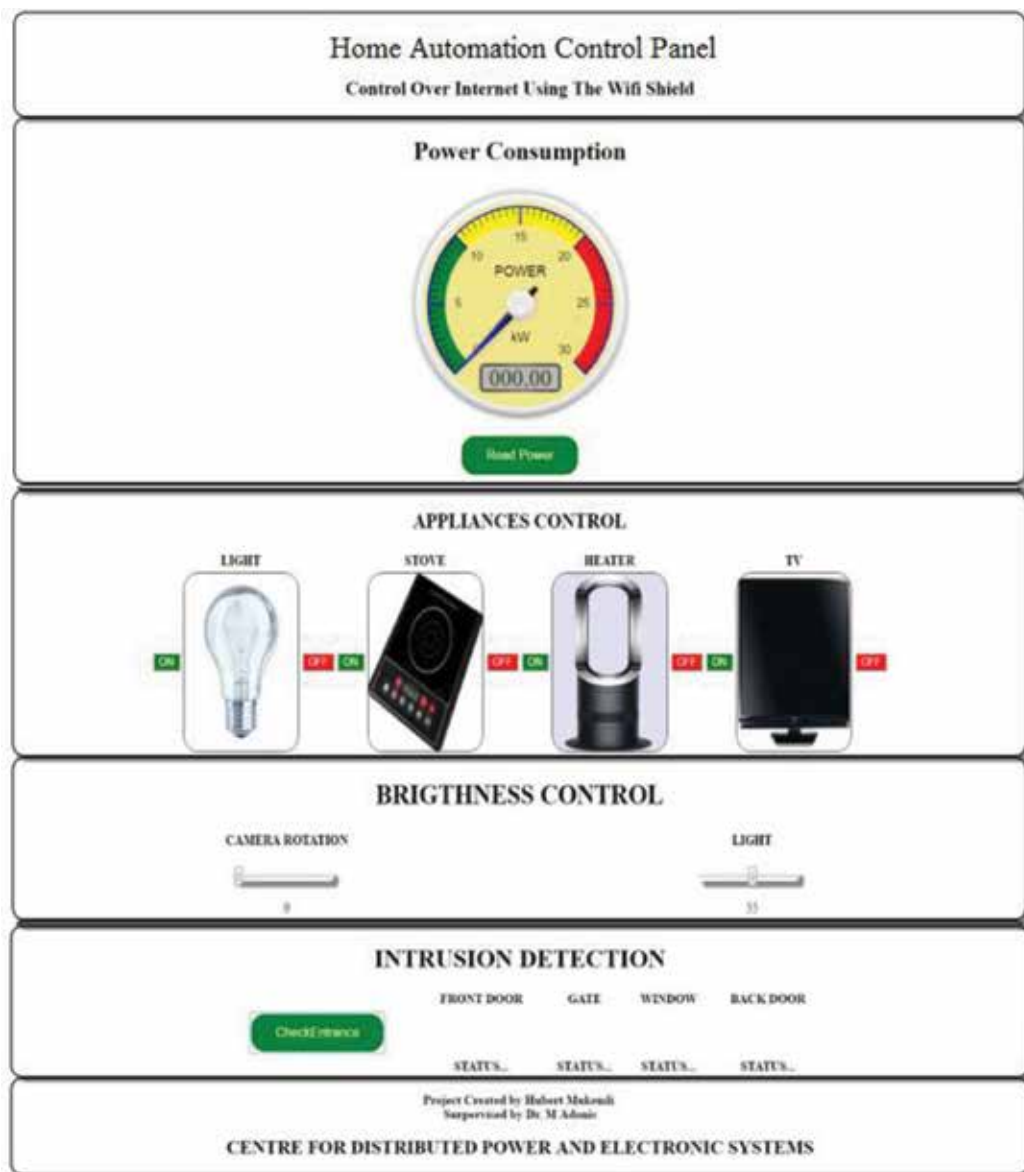 Home Automation Control Panel
Control Over Internet Using The Wifi Shield
Power Consumption
15
10 20
POWER
5 25
kW
30
000.00
Read Power
APPLIANCES CONTROL
LIGHT STOVE HEATER TV
ON OFF ON OFF ON OFF ON OFF
BRIGTHNESS CONTROL
CAMERA ROTATION LIGHT
INTRUSION DETECTION
FRONT DOOR GATE WINDOW BACK DOOR
CheckEntrance
STATUS... STATUS... STATUS... STATUS...
Project Created by Hubert Mukendi
Surpervised by Dr. M Adonis
CENTRE FOR DISTRIBUTED POWER AND ELECTRONIC SYSTEMS